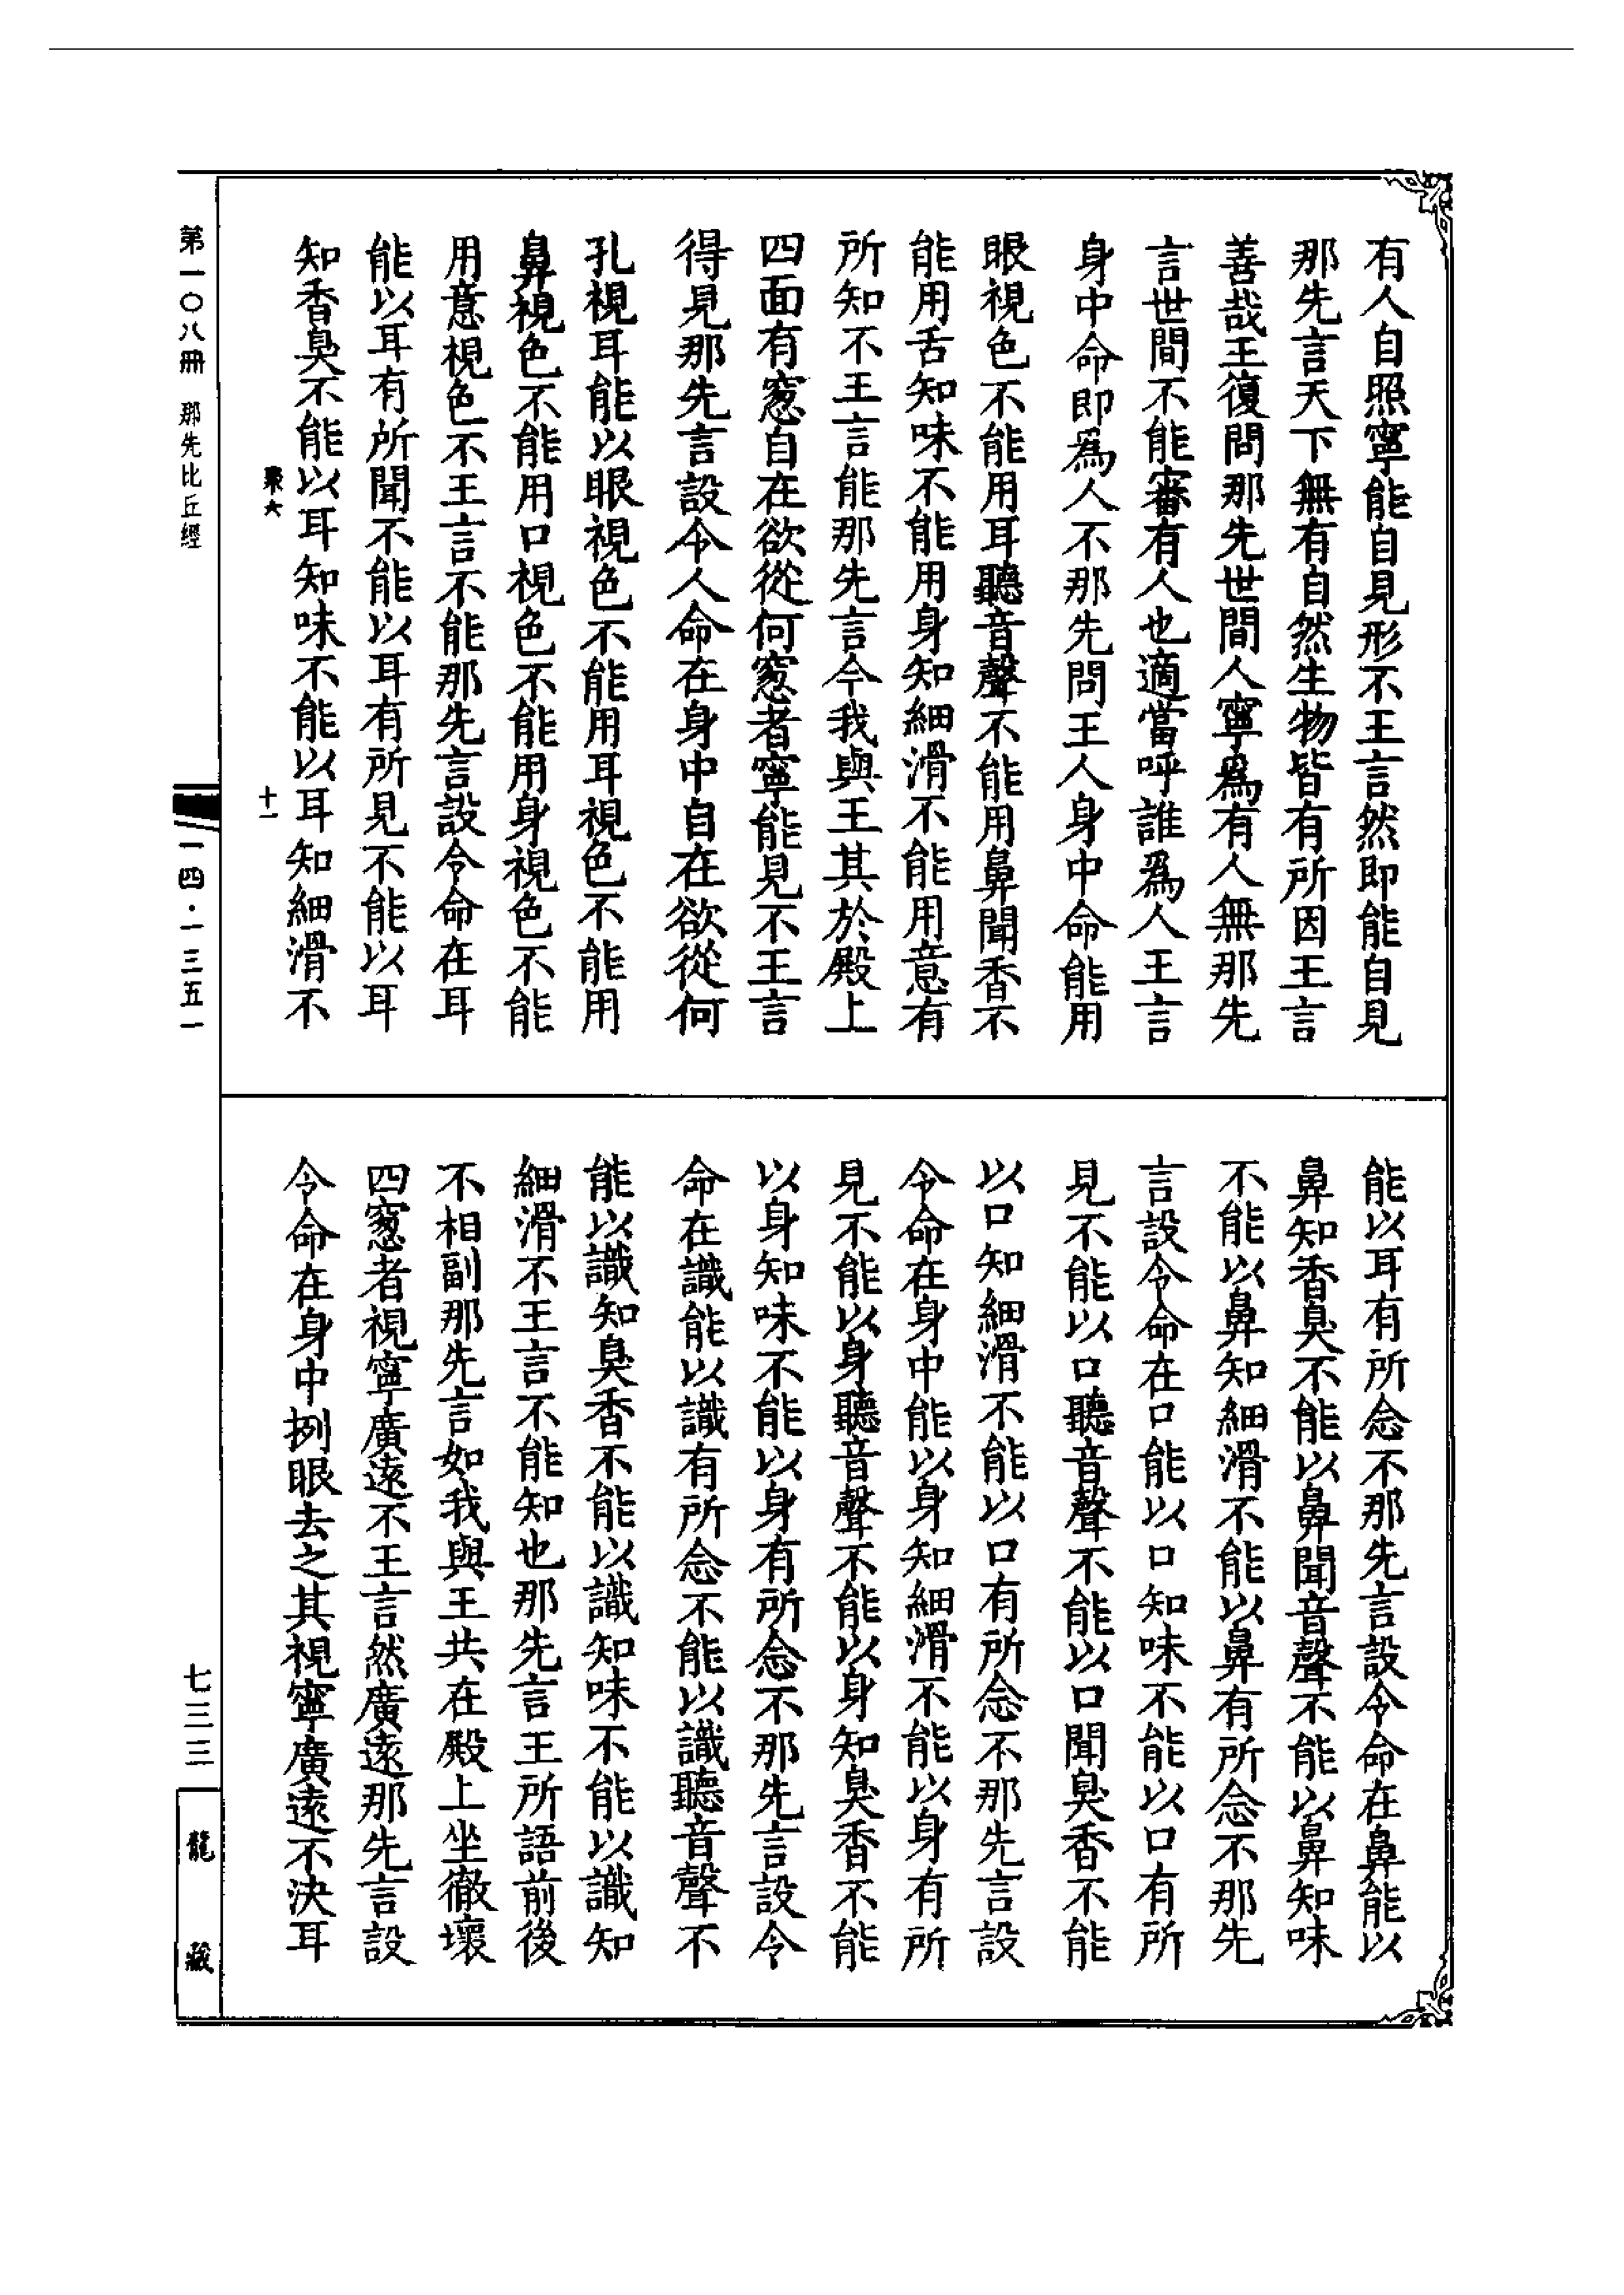 有人自照寧能自見形不王言然即能自見
那先言天下無有自然生物皆有所因王言
善哉王復問那先世間人寧爲有人無那先
言世間不能審有人也適當呼誰爲人王言
身中命即爲人不那先問王人身中命能用
眼視色不能用耳聽音聲不能用鼻聞香不
能用舌知味不能用身知細滑不能用意有
所知不王言能那先言今我與王其於殿上
四面有窻自在欲從何窻者寧能見不王言
得見那先言設令人命在身中自在欲從何
孔視耳能以眼視色不能用耳視色不能用
鼻視色不能用口視色不能用身視色不能
用意視色不王言不能那先言設令命在耳
能以耳有所聞不能以耳有所見不能以耳
知香臭不能以耳知味不能以耳知細滑不
能以耳有所念不那先言設令命在鼻能以
鼻知香臭不能以鼻聞音聲不能以鼻知味
不能以鼻知細滑不能以鼻有所念不那先
言設令命在口能以口知味不能以口有所
見不能以口聽音聲不能以口聞臭香不能
以口知細滑不能以口有所念不那先言設
令命在身中能以身知細滑不能以身有所
見不能以身聽音聲不能以身知臭香不能
以身知味不能以身有所念不那先言設令
命在識能以識有所念不能以識聽音聲不
能以識知臭香不能以識知味不能以識知
細滑不王言不能知也那先言王所語前後
不相副那先言如我與王共在殿上坐徹壞
四窻者視寧廣遠不王言然廣遠那先言設
令命在身中挒眼去之其視寧廣遠不決耳
第一〇八冊 那先比丘經
六
十一
一四·一三五一
七三三
龍藏